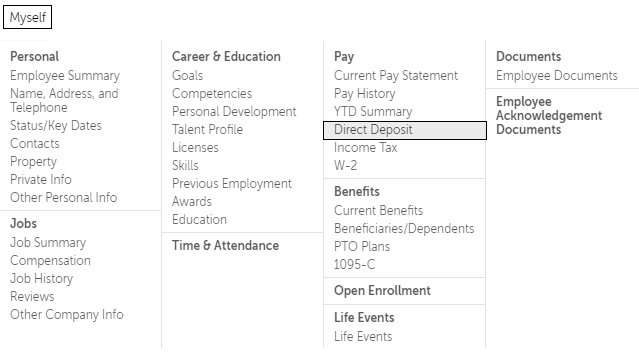 Myself
Personal
Employee Summary
Name, Address, and
Telephone
Status/Key Dates
Contacts
Property
Private Info
Other Personal Info
Jobs
Job Summary
Compensation
Job History
Reviews
Other Company Info
Career & Education
Goals
Competencies
Personal Development
Talent Profile
Licenses
Skills
Previous Employment
Awards
Education
Time & Attendance
Pay
Current Pay Statement
Pay History
YTD Summary
Direct Deposit
Income Tax
W-2
Benefits
Current Benefits
Beneficiaries/Dependents
PTO Plans
1095-C
Open Enrollment
Life Events
Life Events
Documents
Employee Documents
Employee
Acknowledgement
Documents